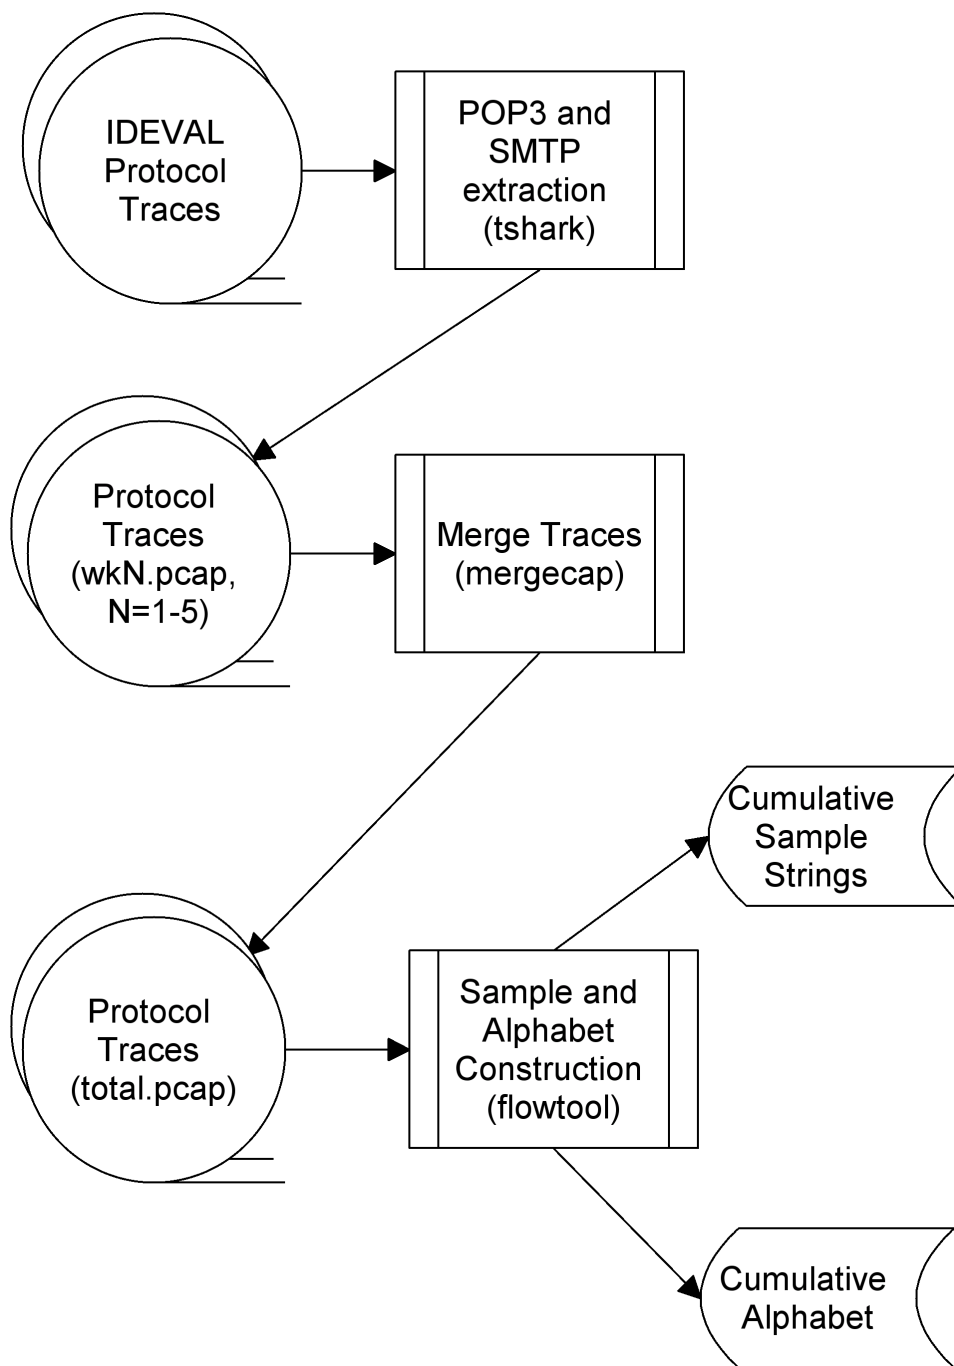 IDEVAL
Protocol
Traces
POP3 and
SMTP
extraction
(tshark)
Protocol
Traces
(wkN.pcap,
N=1-5)
Merge Traces
(mergecap)
Cumulative
Sample
Strings
Protocol
Traces
(total.pcap)
Sample and
Alphabet
Construction
(flowtool)
Cumulative
Alphabet